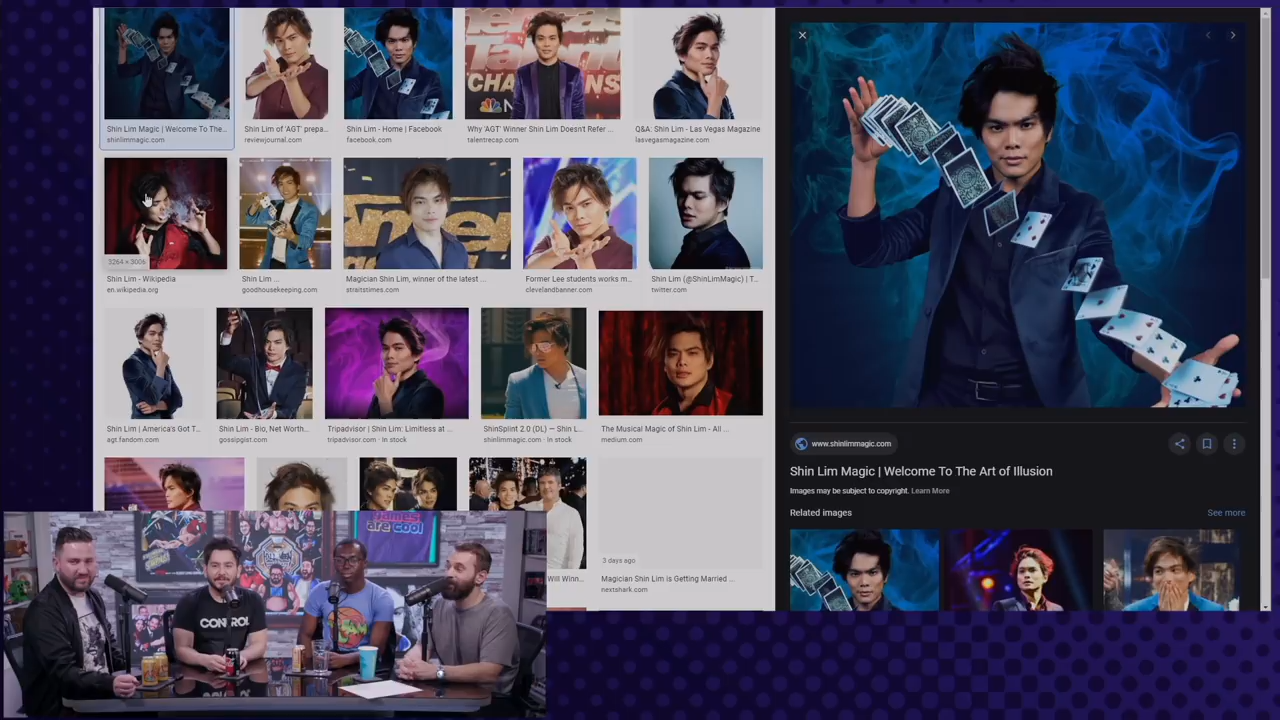 Shin Lim Magic | Welcome To The...
shinlimmagic.com
Shin Lim of 'AGT' prepa...
reviewjournal.com
Shin Lim - Home | Facebook
facebook.com
CHAMPIONS
Why 'AGT' Winner Shin Lim Doesn't Refer ...
talentrecap.com
Q&A: Shin Lim - Las Vegas Magazine
lasvegasmagazine.com
3264 × 3006
Shin Lim - Wikipedia
en.wikipedia.org
Shin Lim ...
goodhousekeeping.com
Magician Shin Lim, winner of the latest ...
straitstimes.com
Former Lee students works m...
clevelandbanner.com
Shin Lim (@ShinLimMagic) | T...
twitter.com
Shin Lim | America's Got T...
agt.fandom.com
Shin Lim - Bio, Net Worth...
gossipgist.com
Tripadvisor | Shin Lim: Limitless at ...
tripadvisor.com · In stock
ShinSplint 2.0 (DL) — Shin L...
shinlimmagic.com · In stock
The Musical Magic of Shin Lim - All ...
medium.com
3 days ago
Will Winn...
Magician Shin Lim is Getting Married ...
nextshark.com
www.shinlimmagic.com
Shin Lim Magic | Welcome To The Art of Illusion
Images may be subject to copyright. Learn More
Related images
See more
Games
are cool
CONTROL